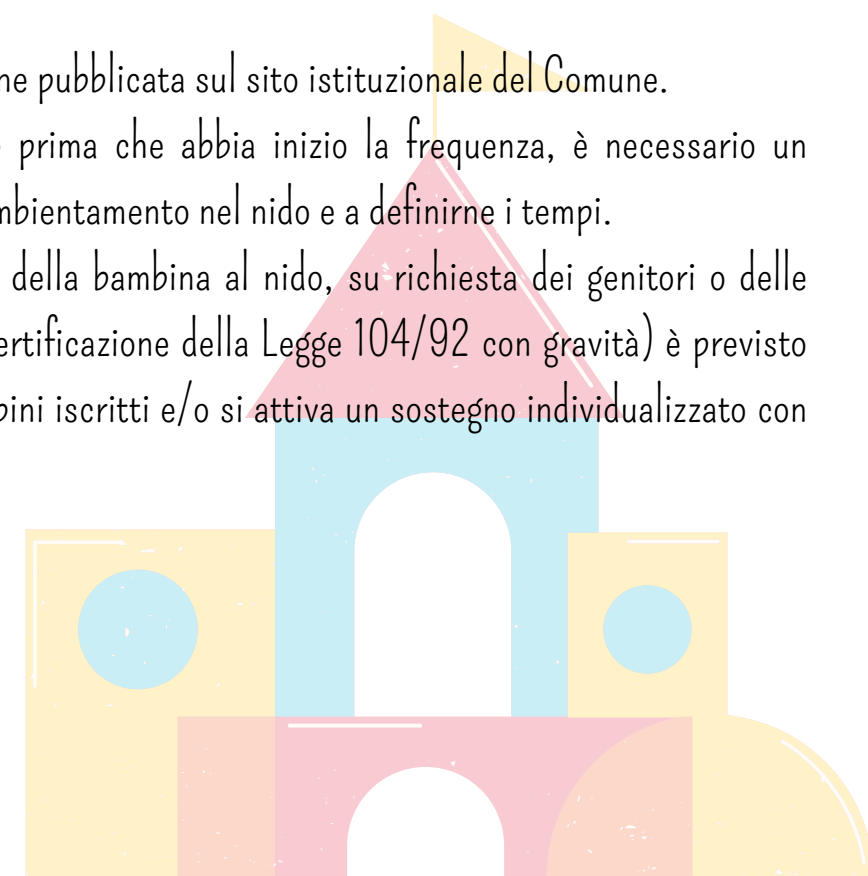 ne pubblicata sul sito istituzionale del Comune.
prima che abbia inizio la frequenza, è necessario un
mbientamento nel nido e a definirne i tempi.
della bambina al nido, su richiesta dei genitori o delle
ertificazione della Legge 104/92 con gravità) è previsto
bini iscritti e/o si attiva un sostegno individualizzato con